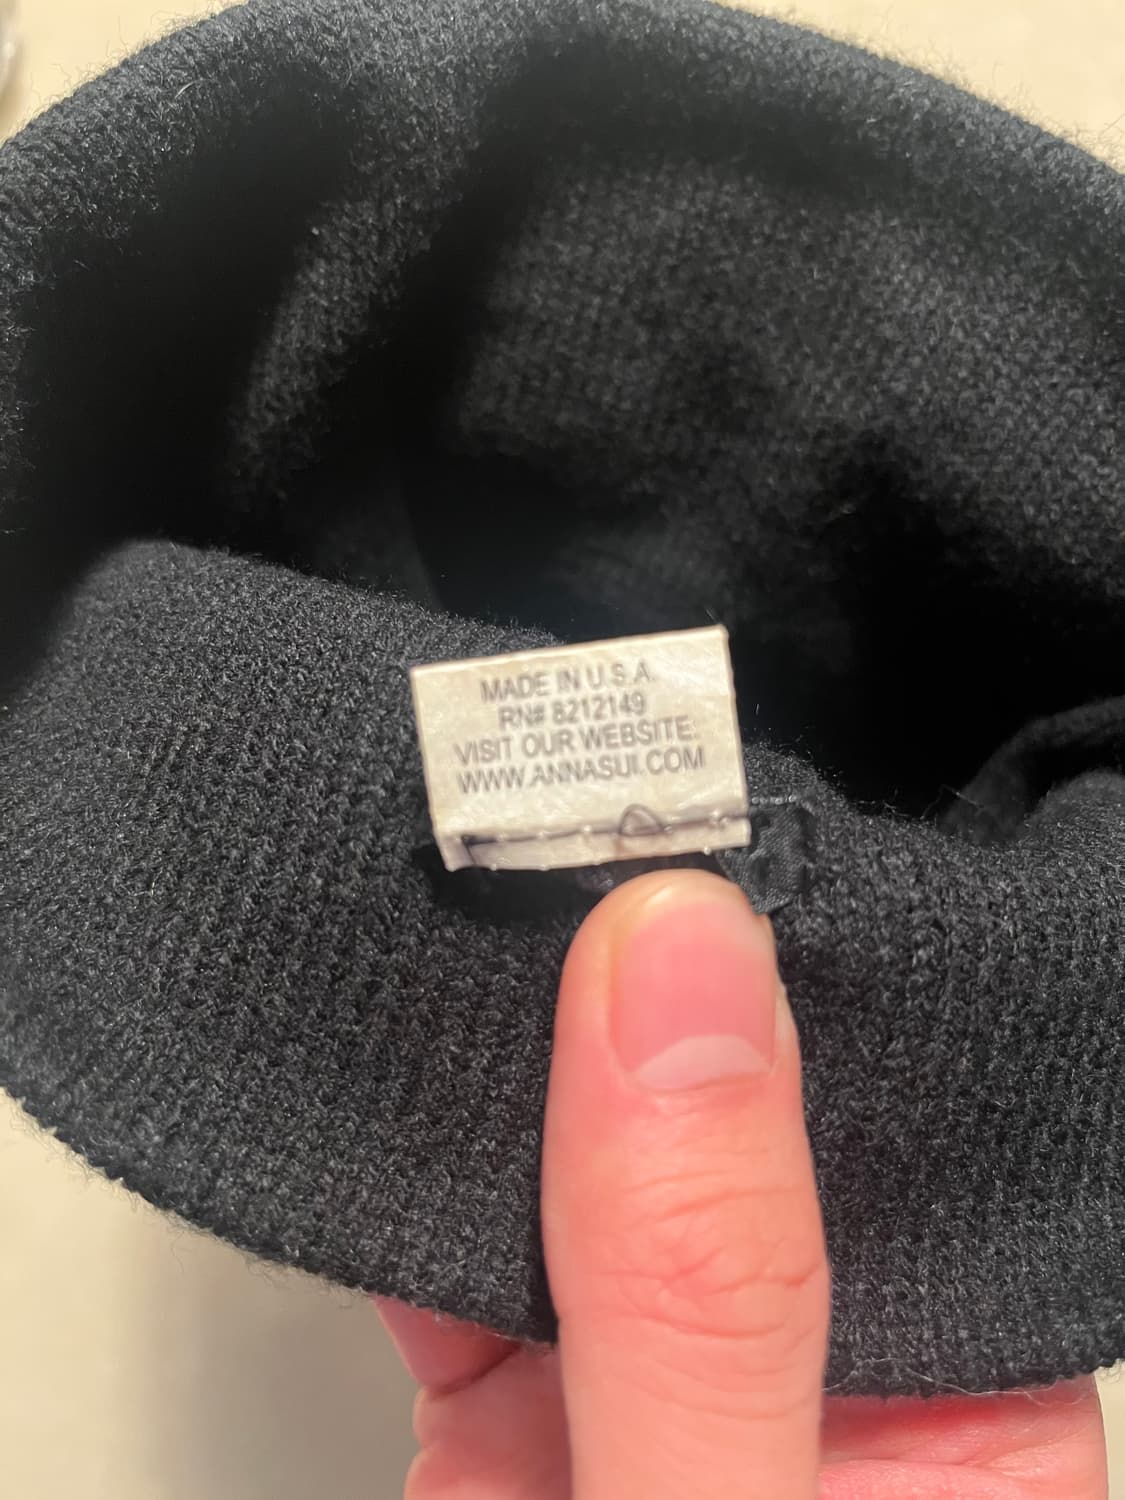 MADE IN U.S.A.
RN# 8212149
VISIT OUR WEBSITE:
WWW.ANNASUI.COM